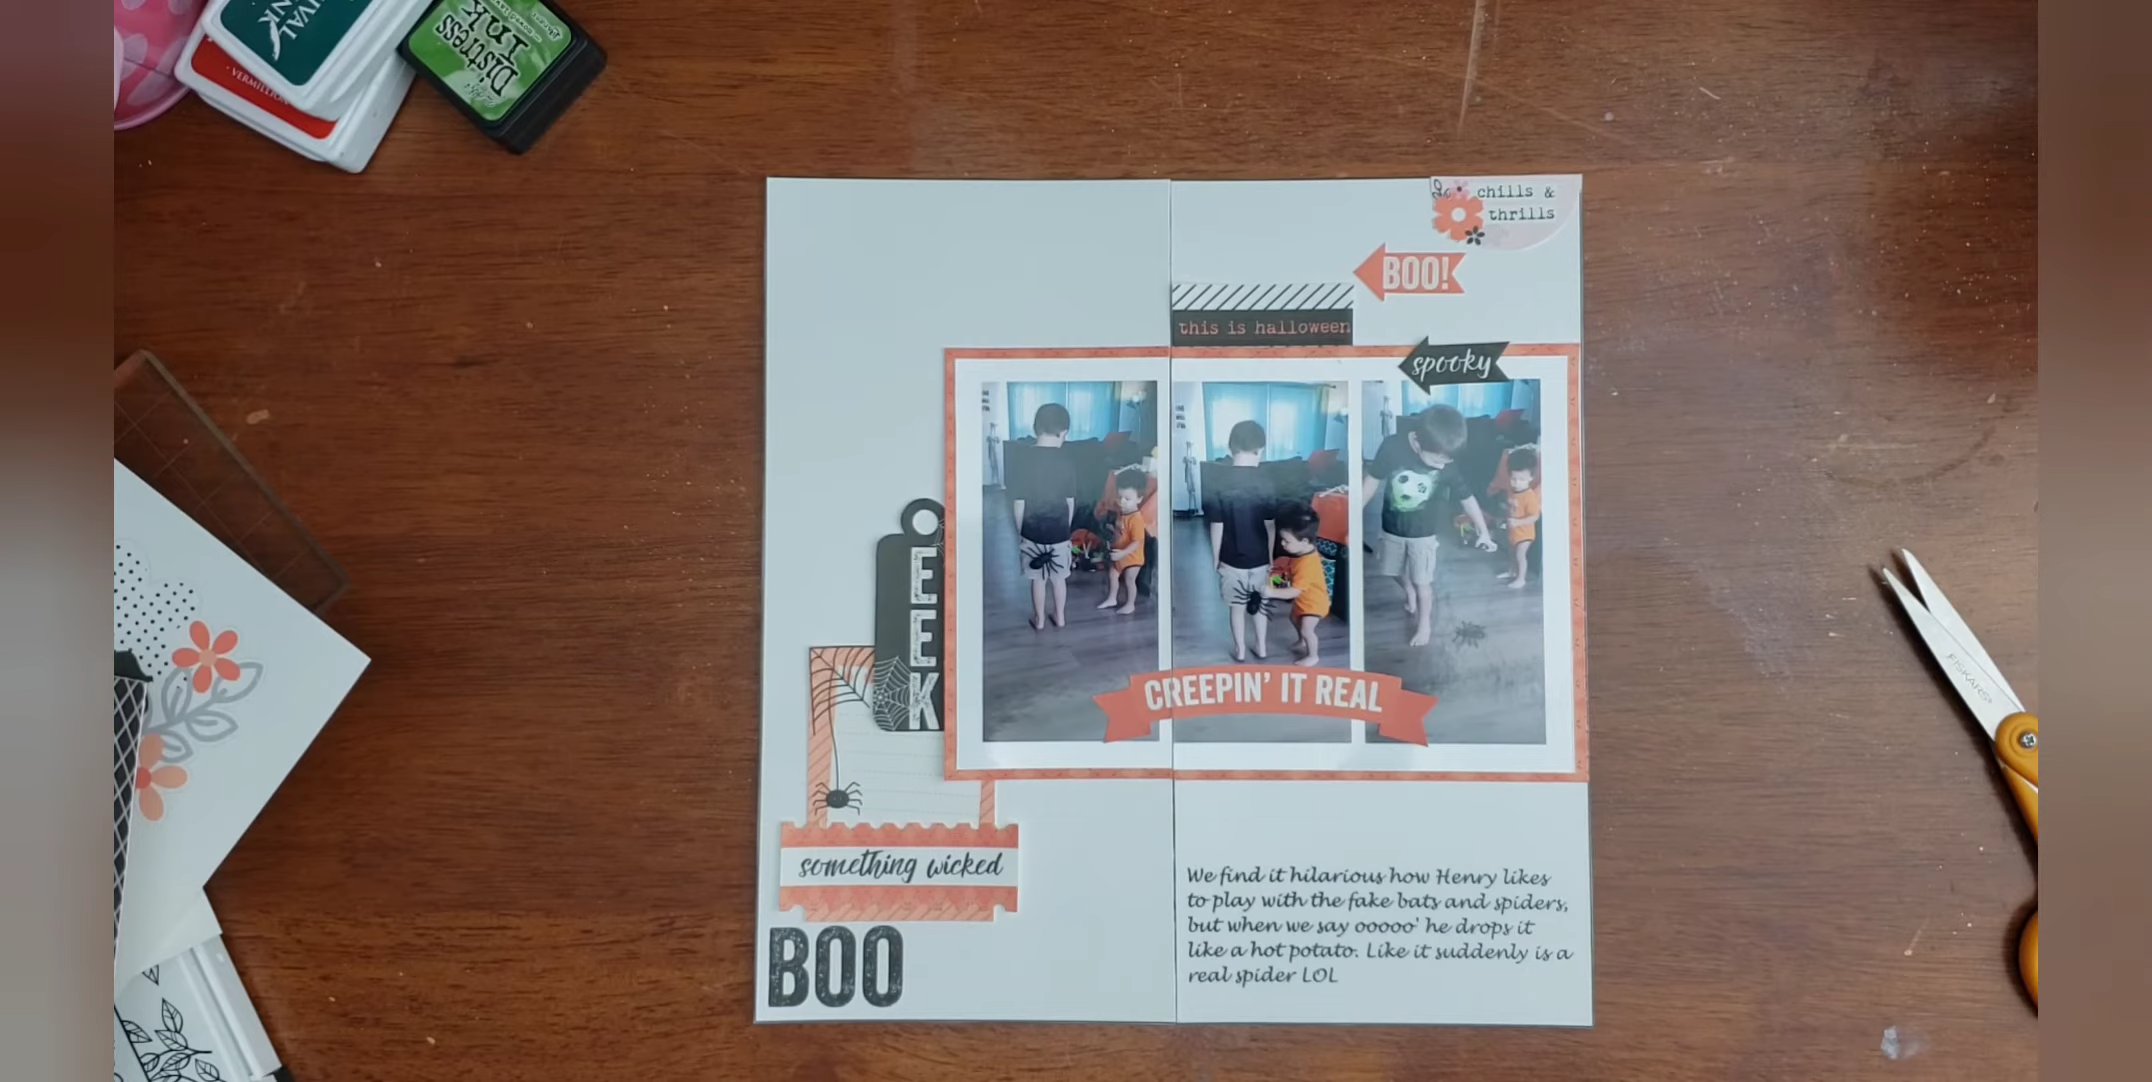 VERMILLION
Distress
Ink
chills &
thrills
BOO!
this is halloween
spooky
EEK
CREEPIN' IT REAL
something wicked
BOO
We find it hilarious how Henry likes
to play with the fake bats and spiders,
but when we say ooooo' he drops it
like a hot potato. Like it suddenly is a
real spider LOL
FISKARS